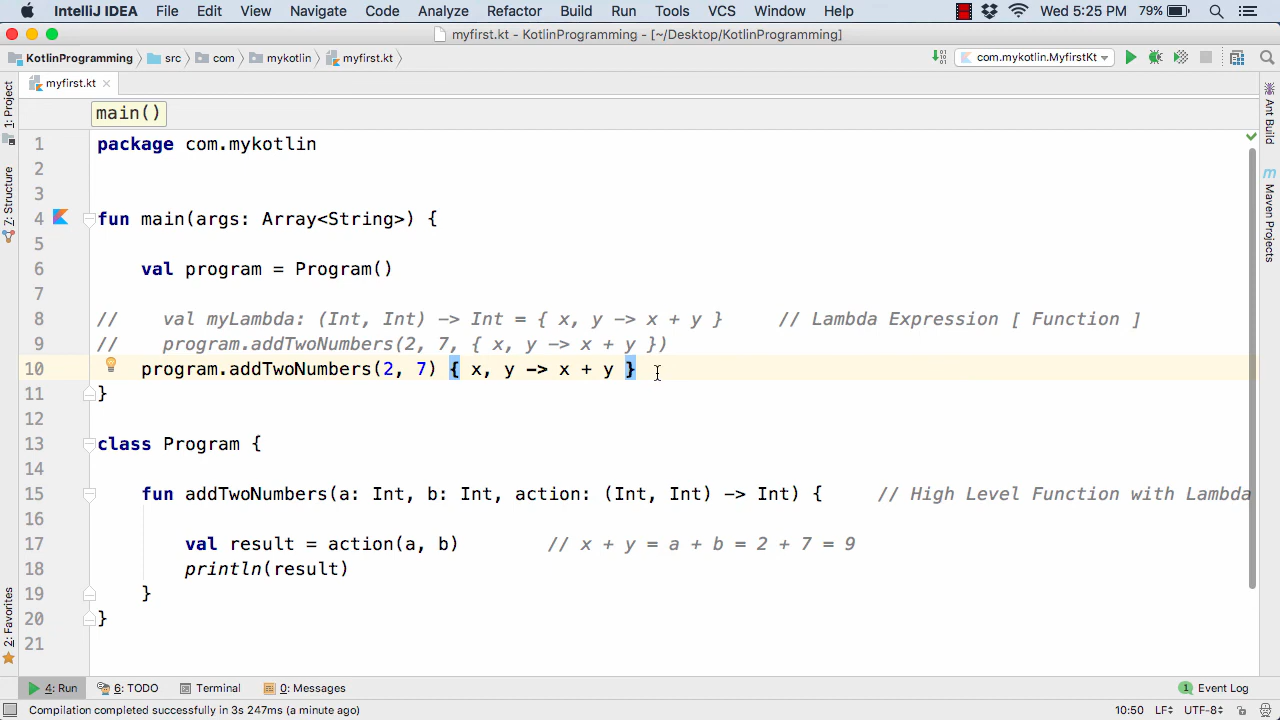 IntelliJ IDEA File Edit View Navigate Code Analyze Refactor Build Run Tools VCS Window Help Wed 5:25 PM 79%
myfirst.kt - KotlinProgramming - [~/Desktop/KotlinProgramming]
KotlinProgramming src com mykotlin myfirst.kt com.mykotlin.MyfirstKt
myfirst.kt
main()
1 package com.mykotlin
2
3
4 fun main(args: Array<String>) {
5
6 val program = Program()
7
8 // val myLambda: (Int, Int) -> Int = { x, y -> x + y } // Lambda Expression [ Function ]
9 // program.addTwoNumbers(2, 7, { x, y -> x + y })
10 program.addTwoNumbers(2, 7) { x, y -> x + y }
11 }
12
13 class Program {
14
15 fun addTwoNumbers(a: Int, b: Int, action: (Int, Int) -> Int) { // High Level Function with Lambda
16
17 val result = action(a, b) // x + y = a + b = 2 + 7 = 9
18 println(result)
19 }
20 }
21
1: Project
7: Structure
2: Favorites
Ant Build
m
Maven Projects
4: Run 6: TODO Terminal 0: Messages 1 Event Log
Compilation completed successfully in 3s 247ms (a minute ago) 10:50 LF UTF-8